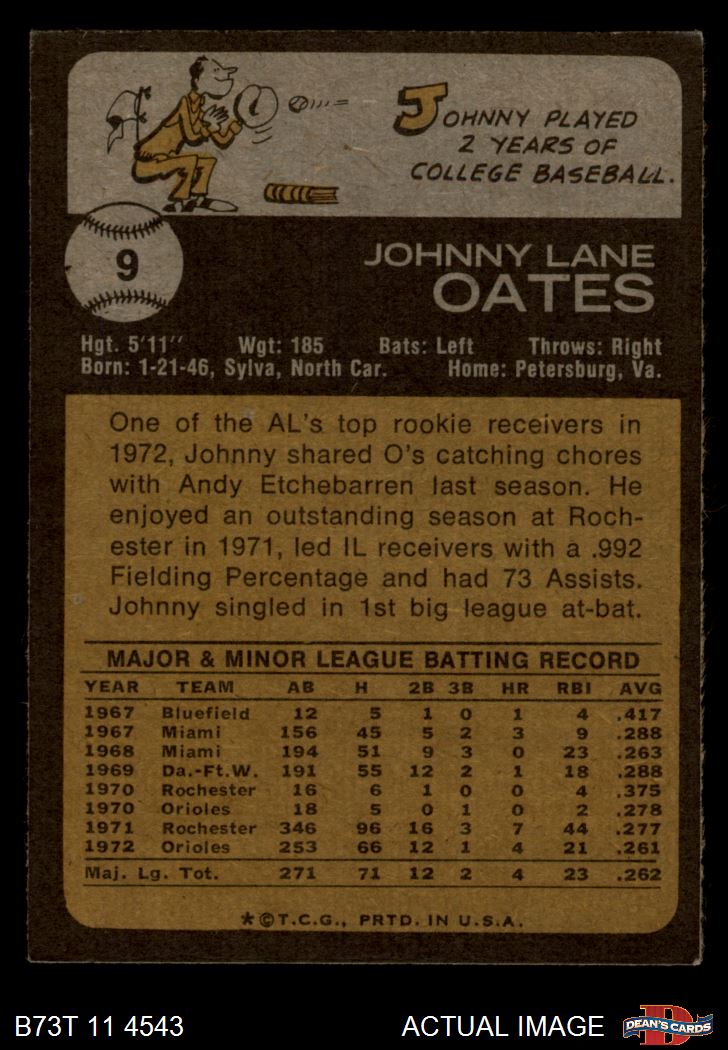 JOHNNY PLAYED
2 YEARS OF
COLLEGE BASEBALL.
9
JOHNNY LANE
OATES
Hgt. 5'11" Wgt: 185 Bats: Left Throws: Right
Born: 1-21-46, Sylva, North Car. Home: Petersburg, Va.
One of the AL's top rookie receivers in
1972, Johnny shared O's catching chores
with Andy Etchebarren last season. He
enjoyed an outstanding season at Roch-
ester in 1971, led IL receivers with a .992
Fielding Percentage and had 73 Assists.
Johnny singled in 1st big league at-bat.
MAJOR & MINOR LEAGUE BATTING RECORD
YEAR TEAM AB H 2B 3B HR RBI AVG
1967 Bluefield 12 5 1 0 1 4 .417
1967 Miami 156 45 5 2 3 9 .288
1968 Miami 194 51 9 3 0 23 .263
1969 Da.-Ft.W. 191 55 12 2 1 18 .288
1970 Rochester 16 6 1 0 0 4 .375
1970 Orioles 18 5 0 1 0 2 .278
1971 Rochester 346 96 16 3 7 44 .277
1972 Orioles 253 66 12 1 4 21 .261
Maj. Lg. Tot. 271 71 12 2 4 23 .262
*©T.C.G., PRTD. IN U.S.A.
B73T 11 4543 ACTUAL IMAGE D DEAN'S CARDS